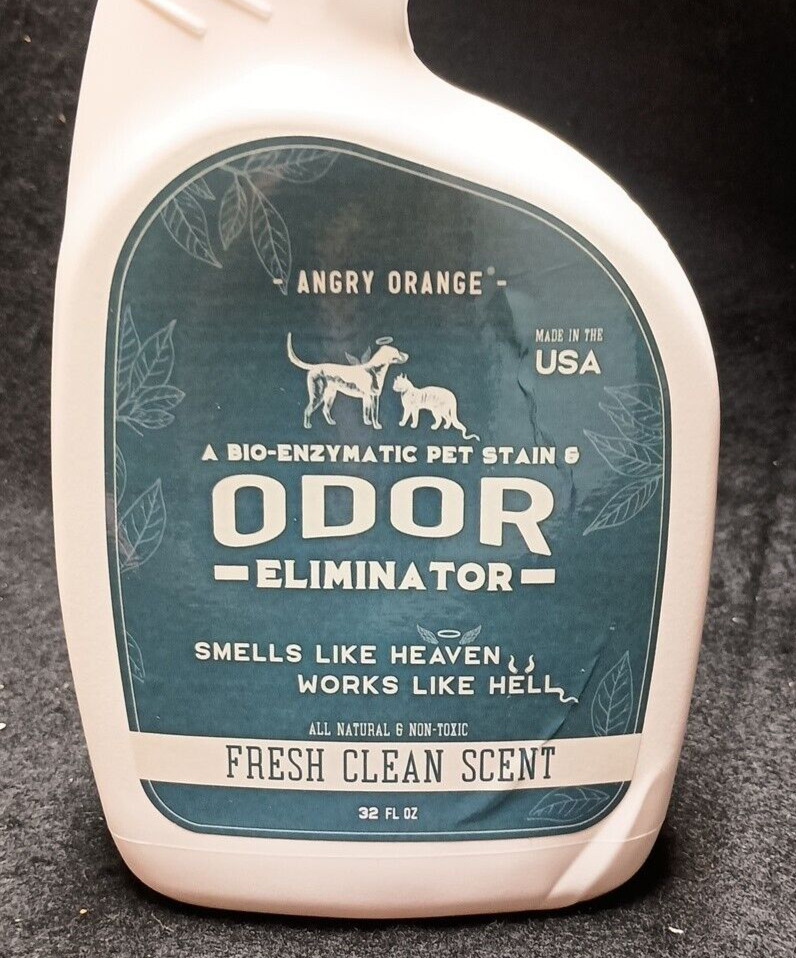 - ANGRY ORANGE® -
MADE IN THE
USA
A BIO-ENZYMATIC PET STAIN &
ODOR
ELIMINATOR
SMELLS LIKE HEAVEN
WORKS LIKE HELL
ALL NATURAL & NON-TOXIC
FRESH CLEAN SCENT
32 FL OZ